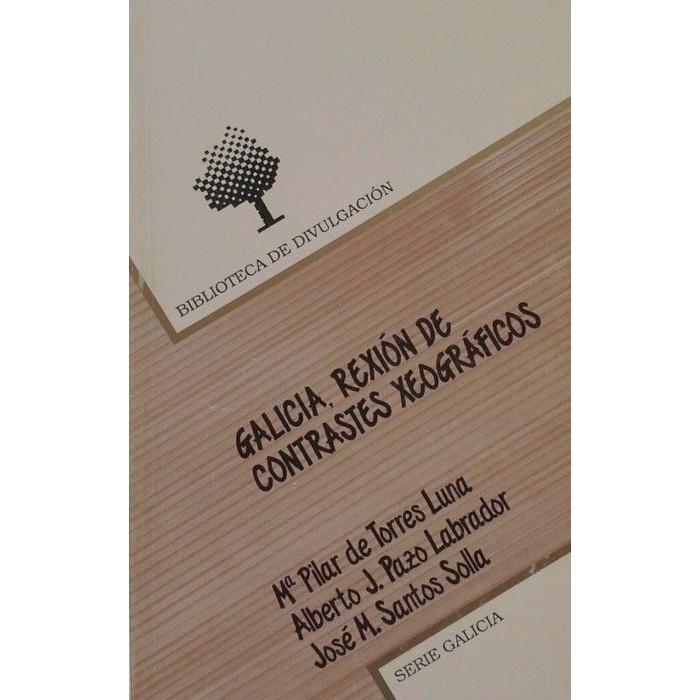 BIBLIOTECA DE DIVULGACIÓN
GALICIA, REXIÓN DE
CONTRASTES XEOGRÁFICOS
Mª Pilar de Torres Luna
Alberto J. Pazo Labrador
José M. Santos Solla
SERIE GALICIA